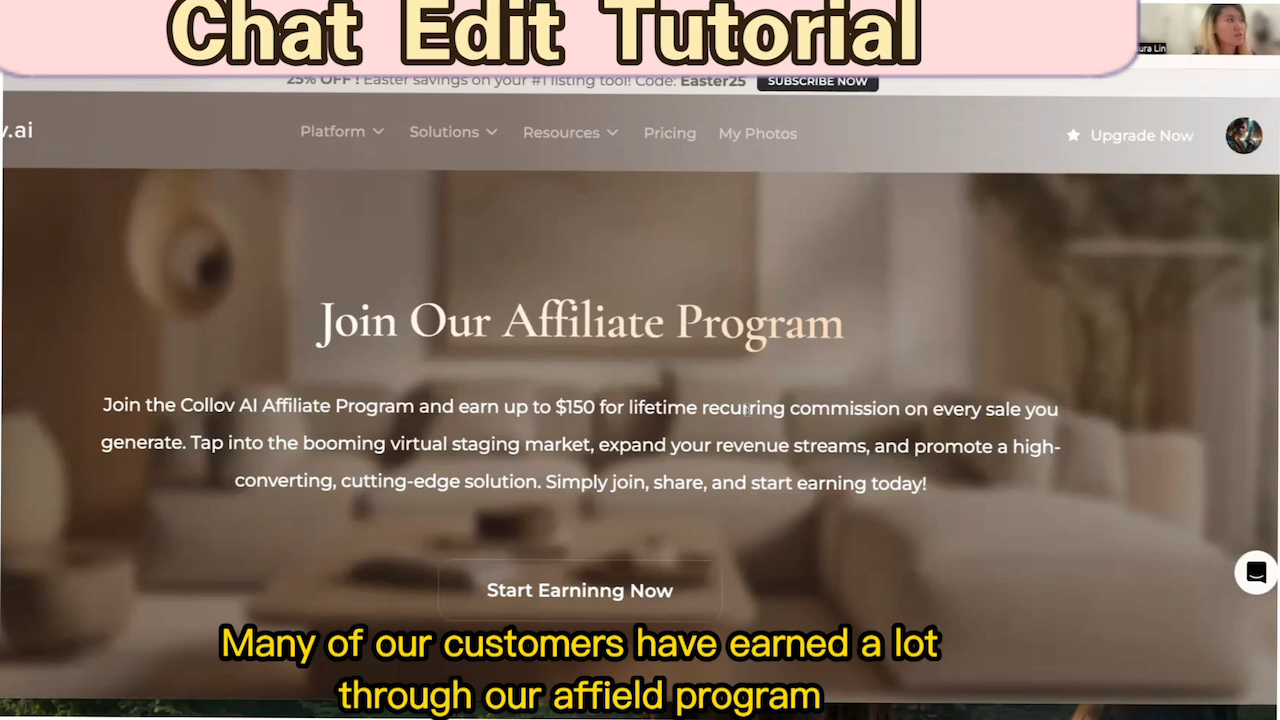 Chat Edit Tutorial
ura Lin
25% OFF ! Easter savings on your #1 listing tool! Code: Easter25 SUBSCRIBE NOW
v.ai Platform Solutions Resources Pricing My Photos Upgrade Now
Join Our Affiliate Program
Join the Collov AI Affiliate Program and earn up to $150 for lifetime recurring commission on every sale you
generate. Tap into the booming virtual staging market, expand your revenue streams, and promote a high-
converting, cutting-edge solution. Simply join, share, and start earning today!
Start Earninng Now
Many of our customers have earned a lot
through our affield program